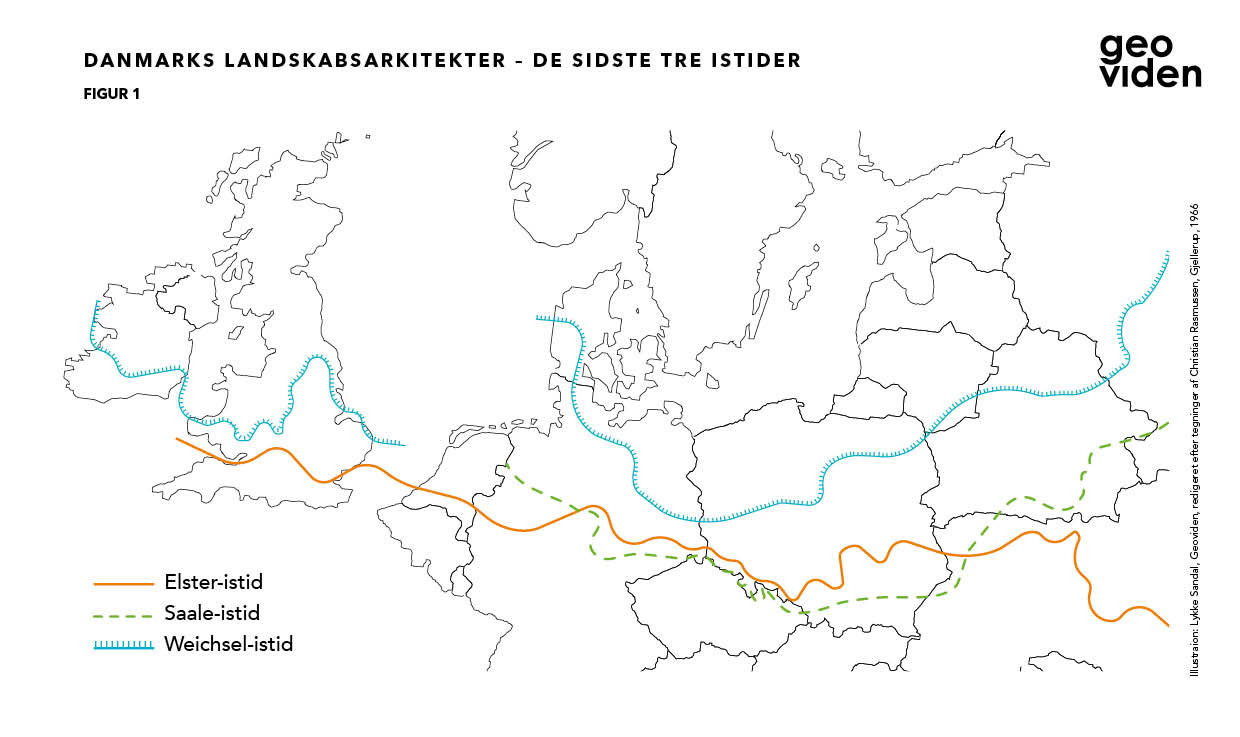 DANMARKS LANDSKABSARKITEKTER – DE SIDSTE TRE ISTIDER
FIGUR 1
geo
viden
Elster-istid
Saale-istid
Weichsel-istid
Illustraion: Lykke Sandal, Geoviden, redigeret efter tegninger af Christian Rasmussen, Gjellerup, 1966